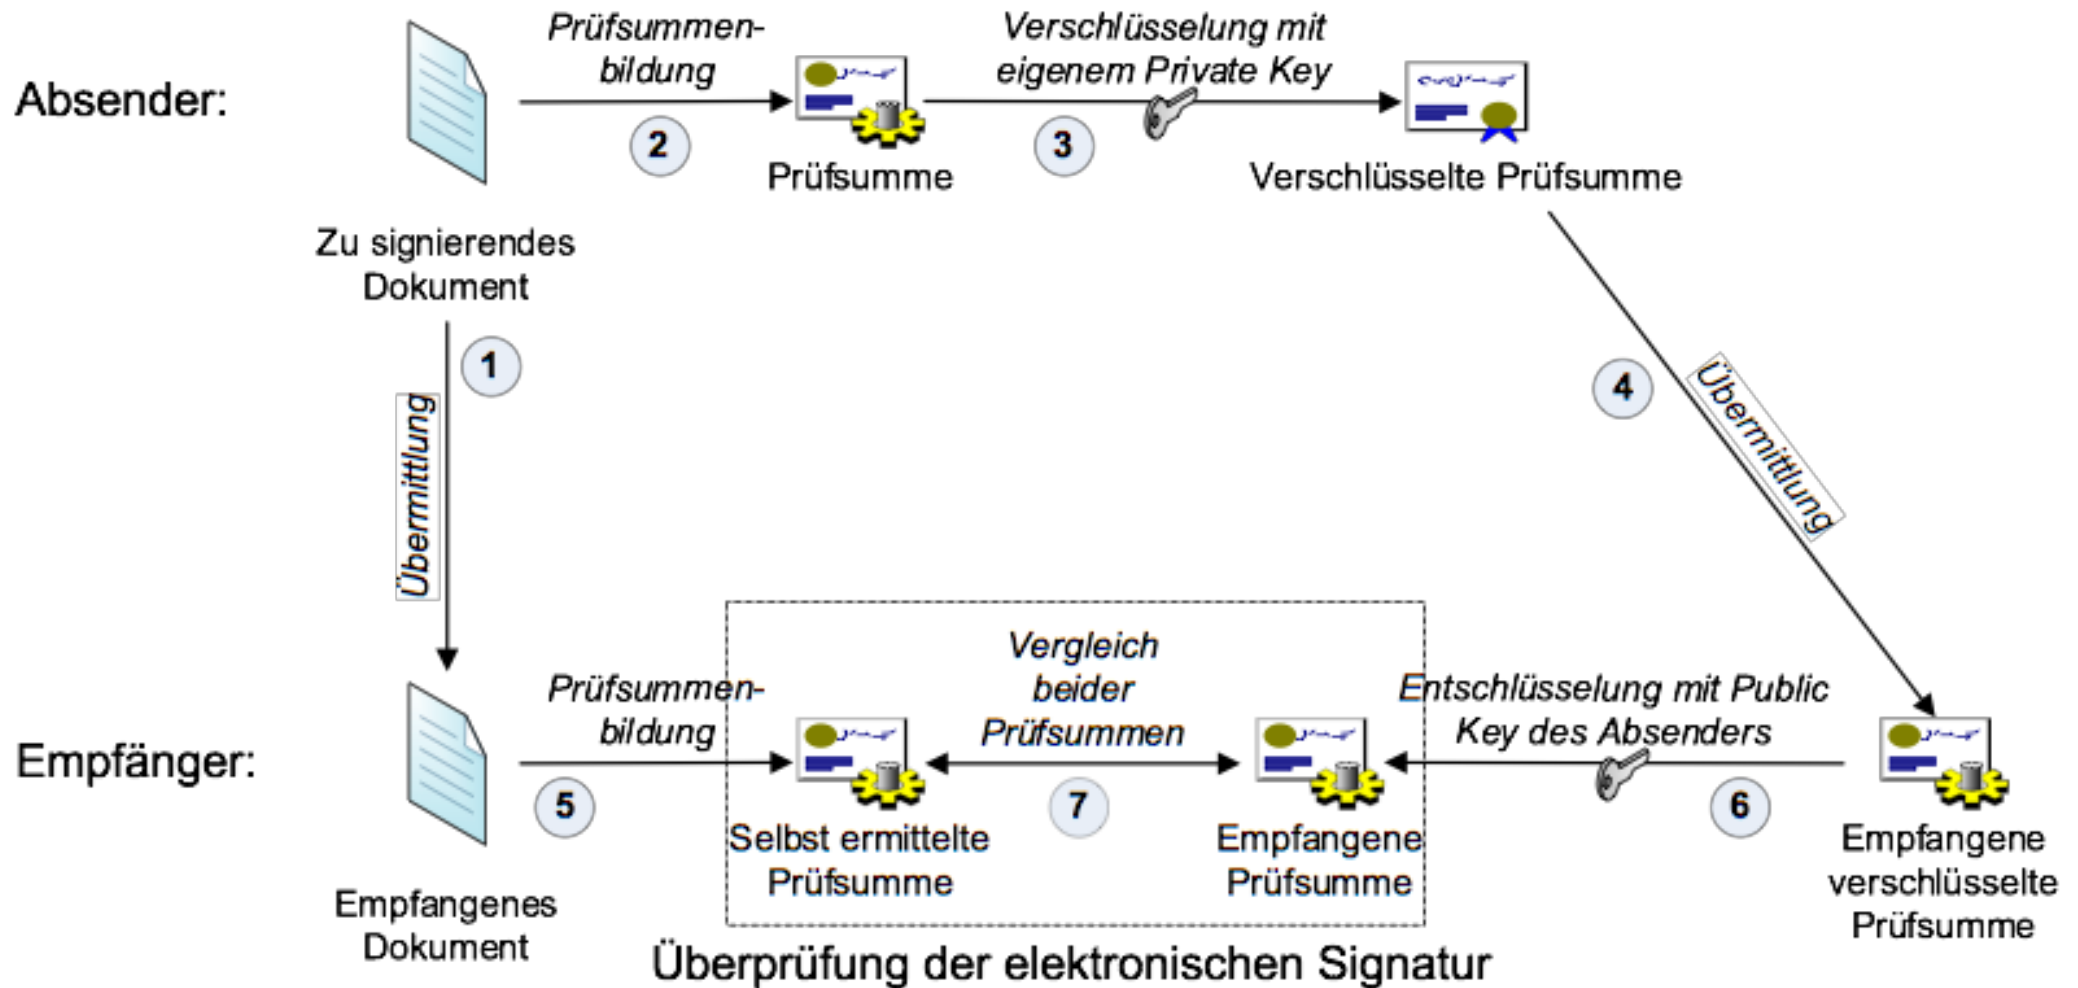 Absender:
Prüfsummen-
bildung
2
Prüfsumme
Verschlüsselung mit
eigenem Private Key
3
Verschlüsselte Prüfsumme
Zu signierendes
Dokument
1
Übermittlung
4
Übermittlung
Empfänger:
Empfangenes
Dokument
Prüfsummen-
bildung
5
Selbst ermittelte
Prüfsumme
Vergleich
beider
Prüfsummen
7
Empfangene
Prüfsumme
Entschlüsselung mit Public
Key des Absenders
6
Empfangene
verschlüsselte
Prüfsumme
Überprüfung der elektronischen Signatur